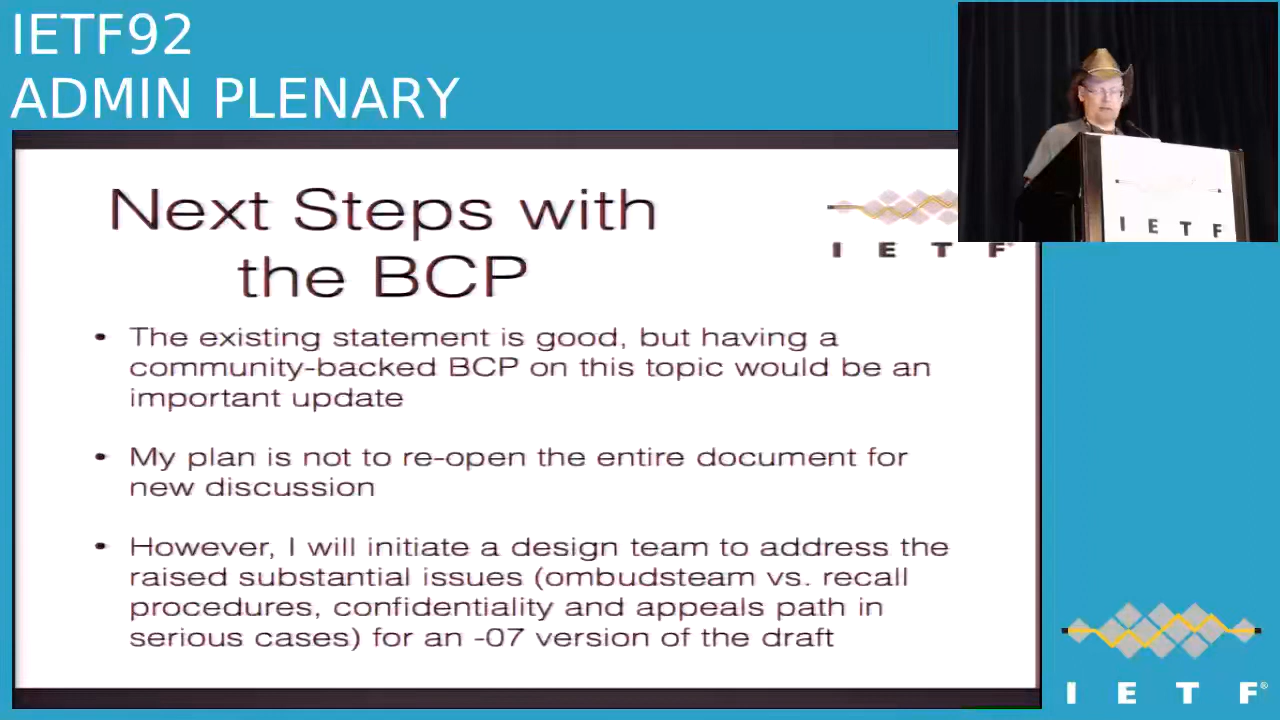 IETF92
ADMIN PLENARY
Next Steps with
the BCP
I E T F
I E T F
• The existing statement is good, but having a
community-backed BCP on this topic would be an
important update
• My plan is not to re-open the entire document for
new discussion
• However, I will initiate a design team to address the
raised substantial issues (ombudsteam vs. recall
procedures, confidentiality and appeals path in
serious cases) for an -07 version of the draft
I E T F®